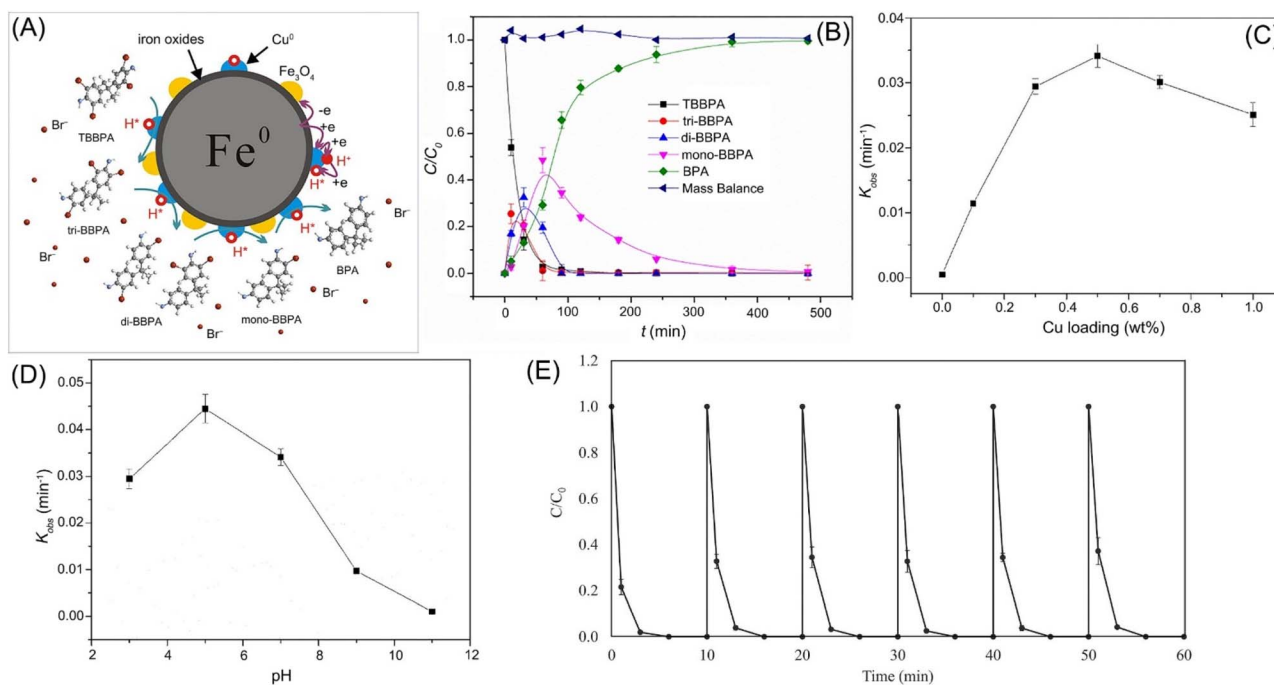 (A)
iron oxides
Cu⁰
Fe₃O₄
-e
+e
+e
H⁺
+e
H*
H*
H*
H*
H*
H*
Fe⁰
TBBPA
Br⁻
tri-BBPA
Br⁻
Br⁻
di-BBPA
Br⁻
mono-BBPA
BPA
Br⁻
Br⁻
(B)
C/C₀
1.0
0.8
0.6
0.4
0.2
0.0
TBBPA
tri-BBPA
di-BBPA
mono-BBPA
BPA
Mass Balance
0 100 200 300 400 500
t (min)
(C)
K_obs (min⁻¹)
0.04
0.03
0.02
0.01
0.00
0.0 0.2 0.4 0.6 0.8 1.0
Cu loading (wt%)
(D)
K_obs (min⁻¹)
0.05
0.04
0.03
0.02
0.01
0.00
2 4 6 8 10 12
pH
(E)
C/C₀
1.2
1.0
0.8
0.6
0.4
0.2
0.0
0 10 20 30 40 50 60
Time (min)